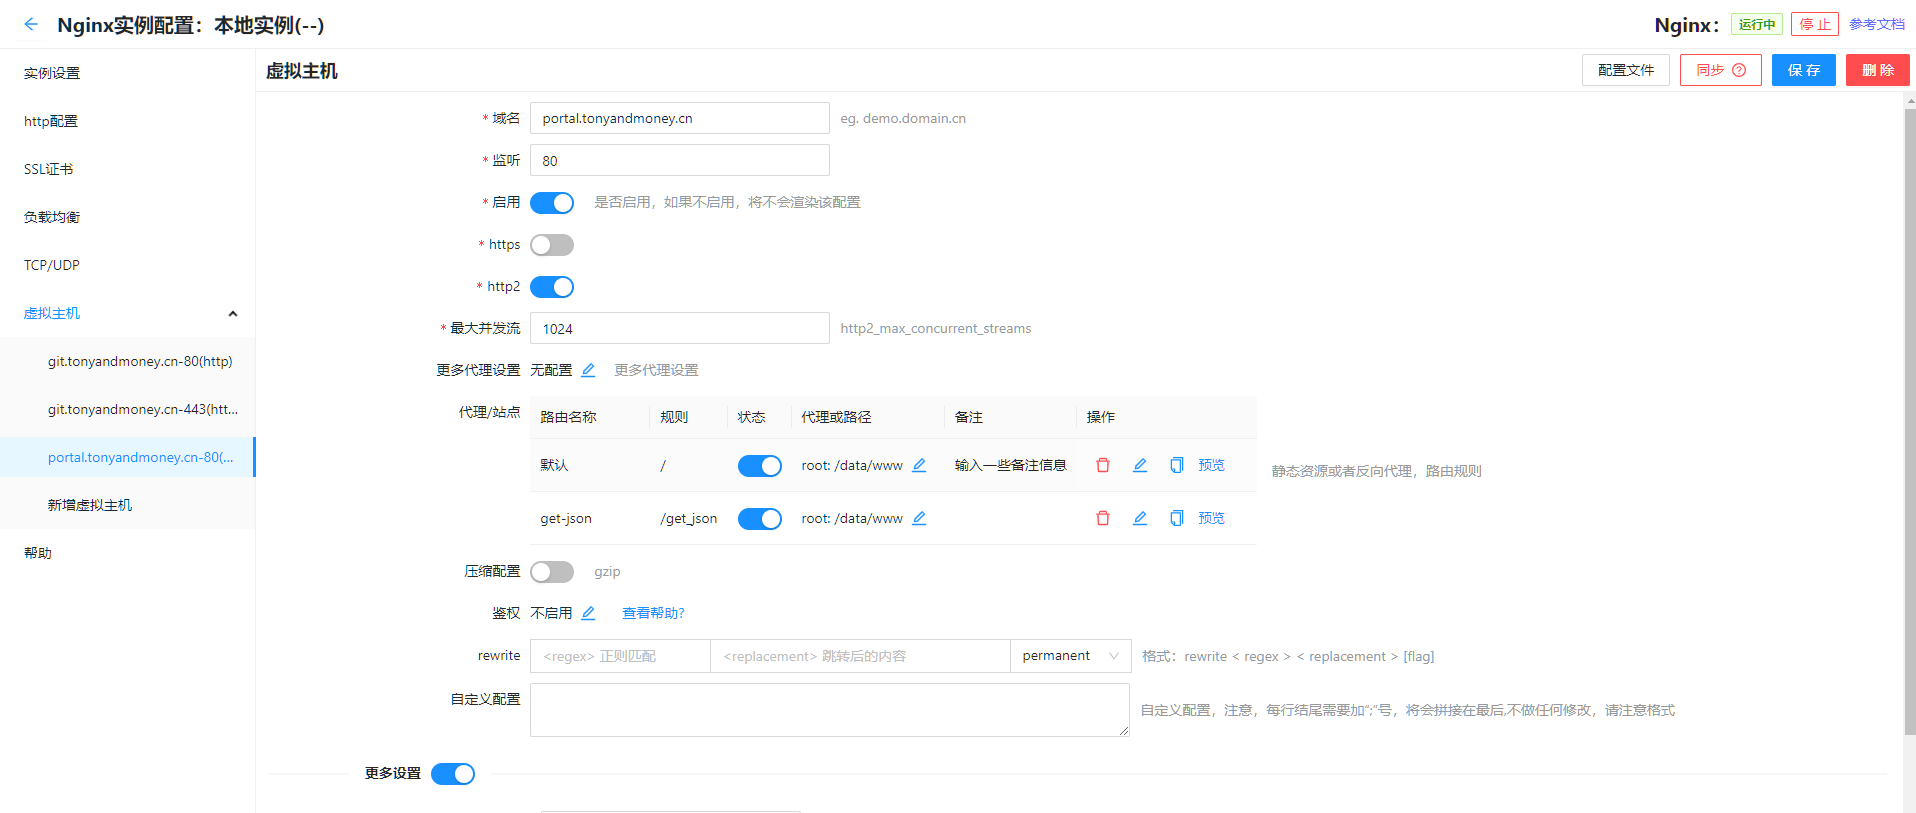 Nginx实例配置：本地实例(--)
Nginx： 运行中 停 止 参考文档
实例设置
http配置
SSL证书
负载均衡
TCP/UDP
虚拟主机
git.tonyandmoney.cn-80(http)
git.tonyandmoney.cn-443(htt...
portal.tonyandmoney.cn-80(...
新增虚拟主机
帮助
虚拟主机
配置文件 同步 保 存 删 除
* 域名 portal.tonyandmoney.cn eg. demo.domain.cn
* 监听 80
* 启用 是否启用，如果不启用，将不会渲染该配置
* https
* http2
* 最大并发流 1024 http2_max_concurrent_streams
更多代理设置 无配置 更多代理设置
代理/站点 路由名称 规则 状态 代理或路径 备注 操作
默认 / root: /data/www 输入一些备注信息 预览
静态资源或者反向代理，路由规则
get-json /get_json root: /data/www 预览
压缩配置 gzip
鉴权 不启用 查看帮助?
rewrite <regex> 正则匹配 <replacement> 跳转后的内容 permanent 格式：rewrite < regex > < replacement > [flag]
自定义配置 自定义配置，注意，每行结尾需要加“;”号，将会拼接在最后,不做任何修改，请注意格式
更多设置